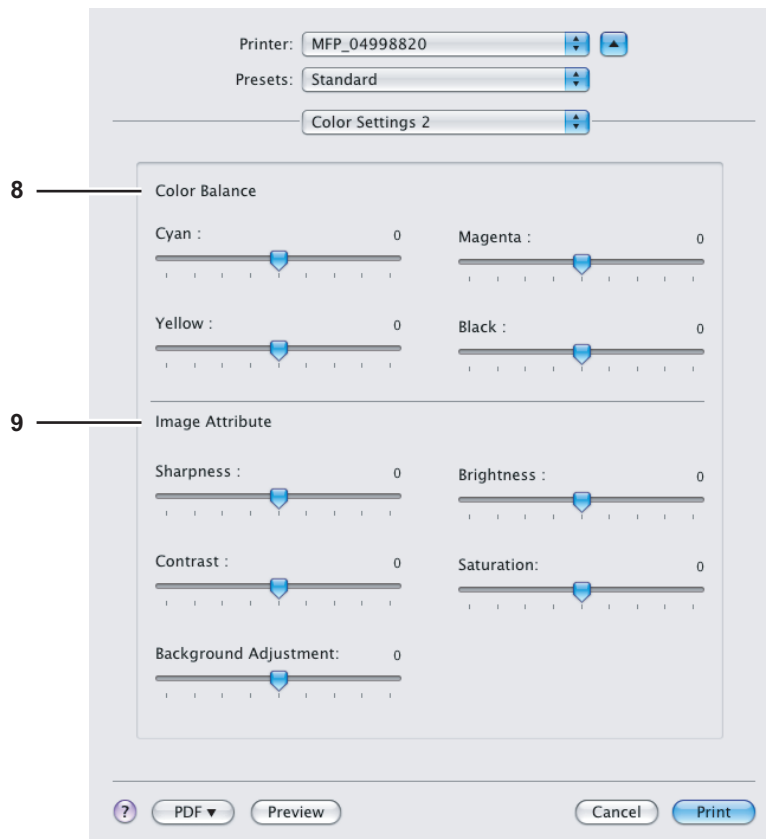 Printer: MFP_04998820
Presets: Standard
Color Settings 2
8 Color Balance
Cyan : 0 Magenta : 0
Yellow : 0 Black : 0
9 Image Attribute
Sharpness : 0 Brightness : 0
Contrast : 0 Saturation: 0
Background Adjustment: 0
? PDF▼ Preview Cancel Print